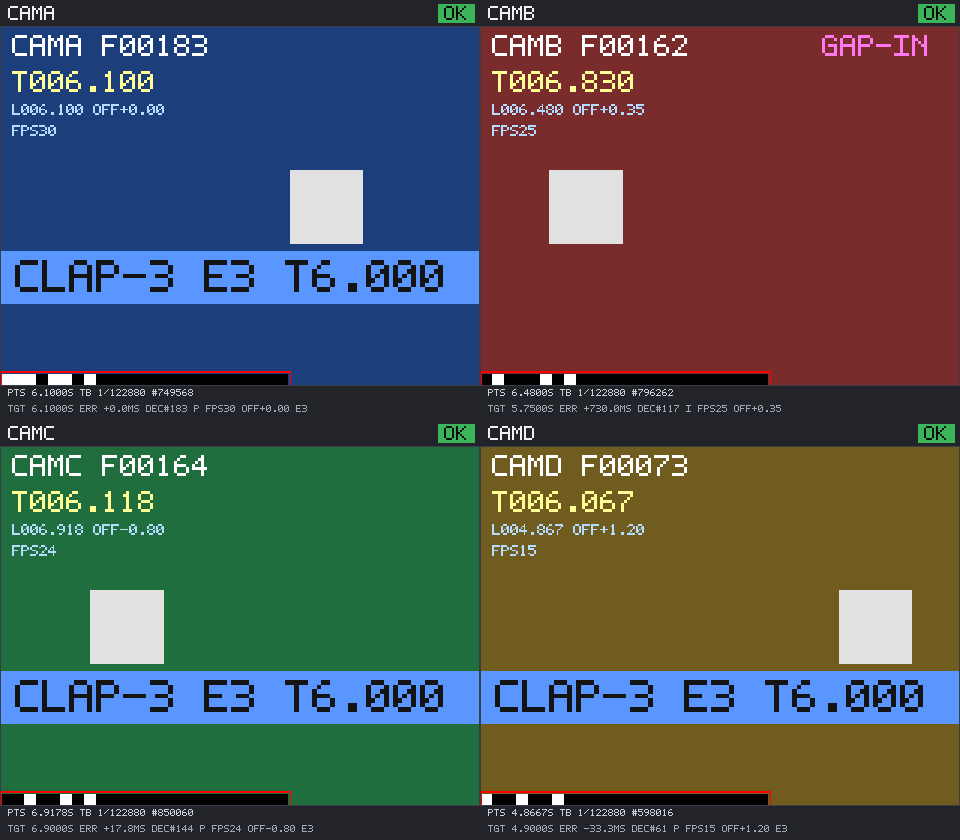 CAMA OK
CAMA F00183
T006.100
L006.100 OFF+0.00
FPS30
CLAP-3 E3 T6.000
PTS 6.1000S TB 1/122880 #749568
TGT 6.1000S ERR +0.0MS DEC#183 P FPS30 OFF+0.00 E3
CAMB OK
CAMB F00162 GAP-IN
T006.830
L006.480 OFF+0.35
FPS25
PTS 6.4800S TB 1/122880 #796262
TGT 5.7500S ERR +730.0MS DEC#117 I FPS25 OFF+0.35
CAMC OK
CAMC F00164
T006.118
L006.918 OFF-0.80
FPS24
CLAP-3 E3 T6.000
PTS 6.9178S TB 1/122880 #850060
TGT 6.9000S ERR +17.8MS DEC#144 P FPS24 OFF-0.80 E3
CAMD OK
CAMD F00073
T006.067
L004.867 OFF+1.20
FPS15
CLAP-3 E3 T6.000
PTS 4.8667S TB 1/122880 #598016
TGT 4.9000S ERR -33.3MS DEC#61 P FPS15 OFF+1.20 E3